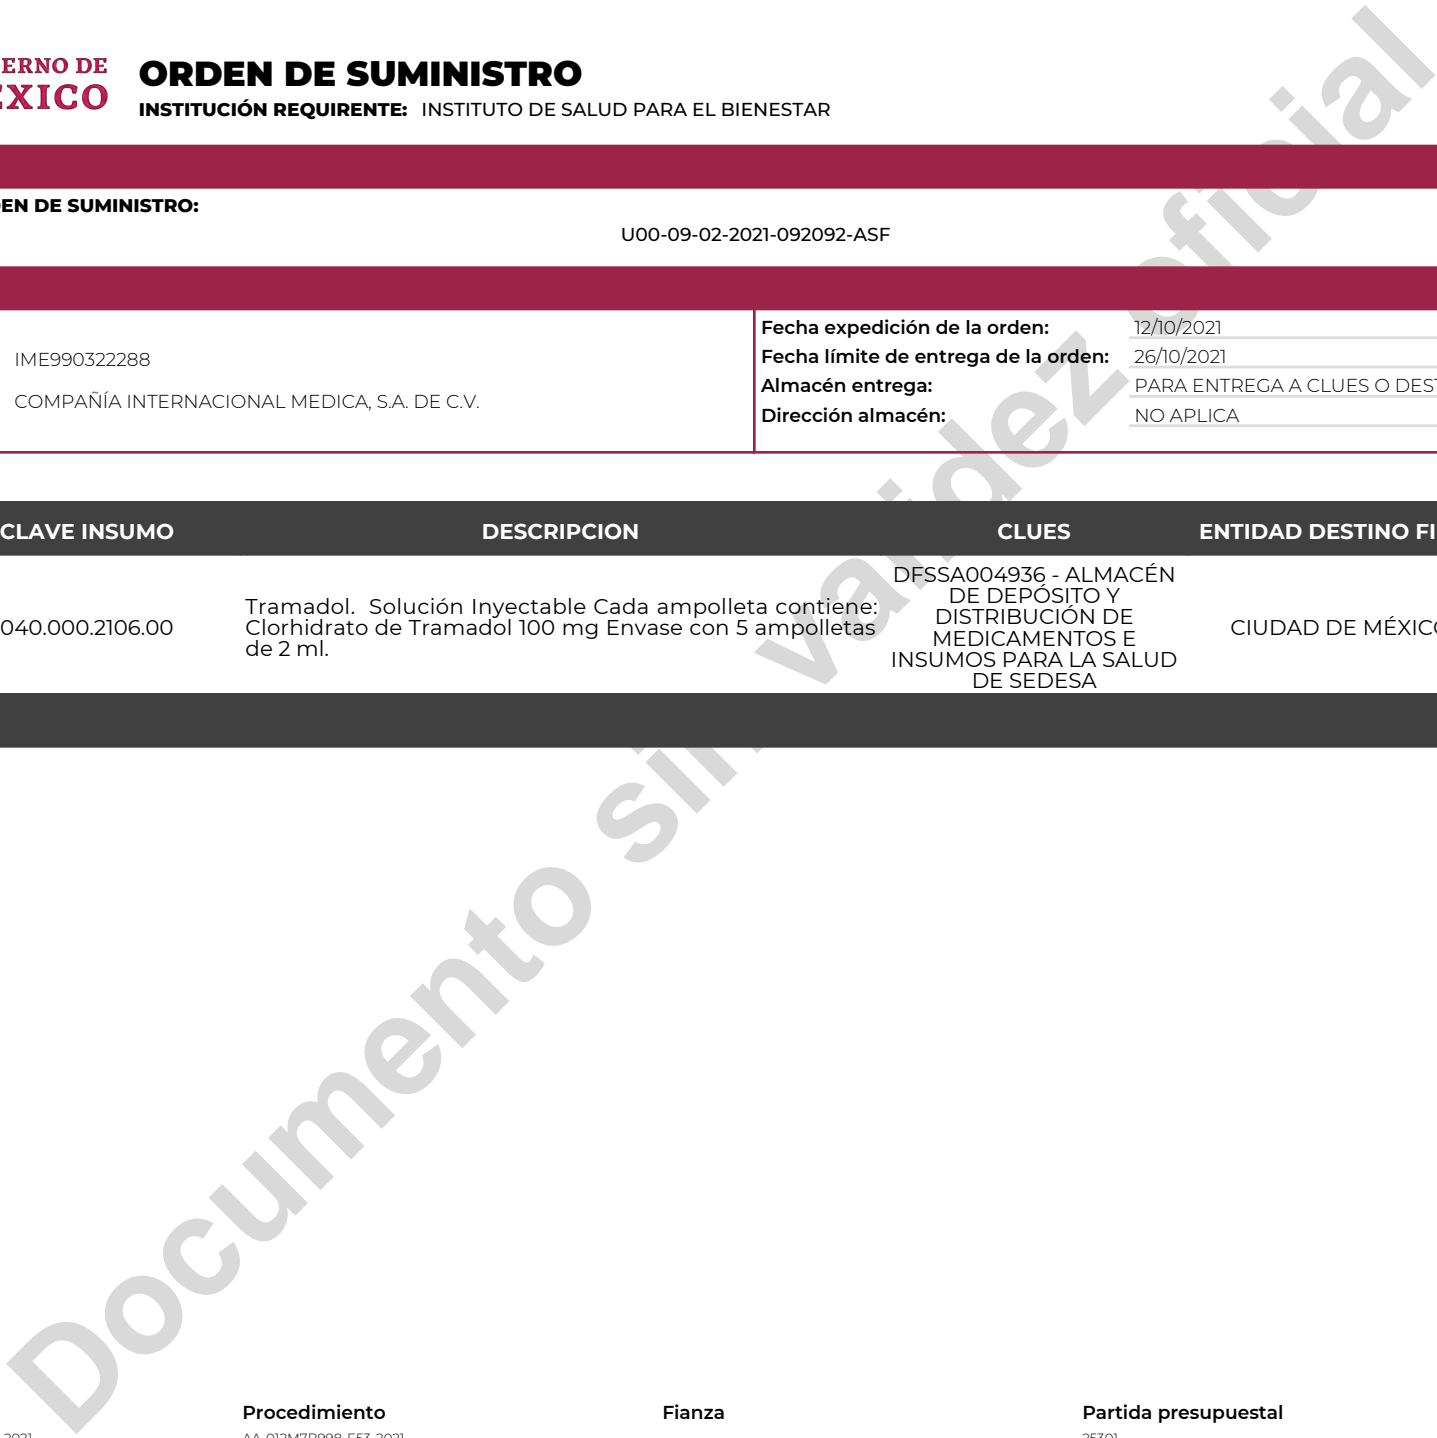 ERNO DE
ÉXICO
ORDEN DE SUMINISTRO
INSTITUCIÓN REQUIRENTE: INSTITUTO DE SALUD PARA EL BIENESTAR
EN DE SUMINISTRO:
U00-09-02-2021-092092-ASF
IME990322288
COMPAÑÍA INTERNACIONAL MEDICA, S.A. DE C.V.
Fecha expedición de la orden: 12/10/2021
Fecha límite de entrega de la orden: 26/10/2021
Almacén entrega: PARA ENTREGA A CLUES O DEST
Dirección almacén: NO APLICA
CLAVE INSUMO DESCRIPCION CLUES ENTIDAD DESTINO FI
040.000.2106.00
Tramadol. Solución Inyectable Cada ampolleta contiene:
Clorhidrato de Tramadol 100 mg Envase con 5 ampolletas
de 2 ml.
DFSSA004936 - ALMACÉN
DE DEPÓSITO Y
DISTRIBUCIÓN DE
MEDICAMENTOS E
INSUMOS PARA LA SALUD
DE SEDESA
CIUDAD DE MÉXICO
Documento sin validez oficial
Procedimiento Fianza Partida presupuestal